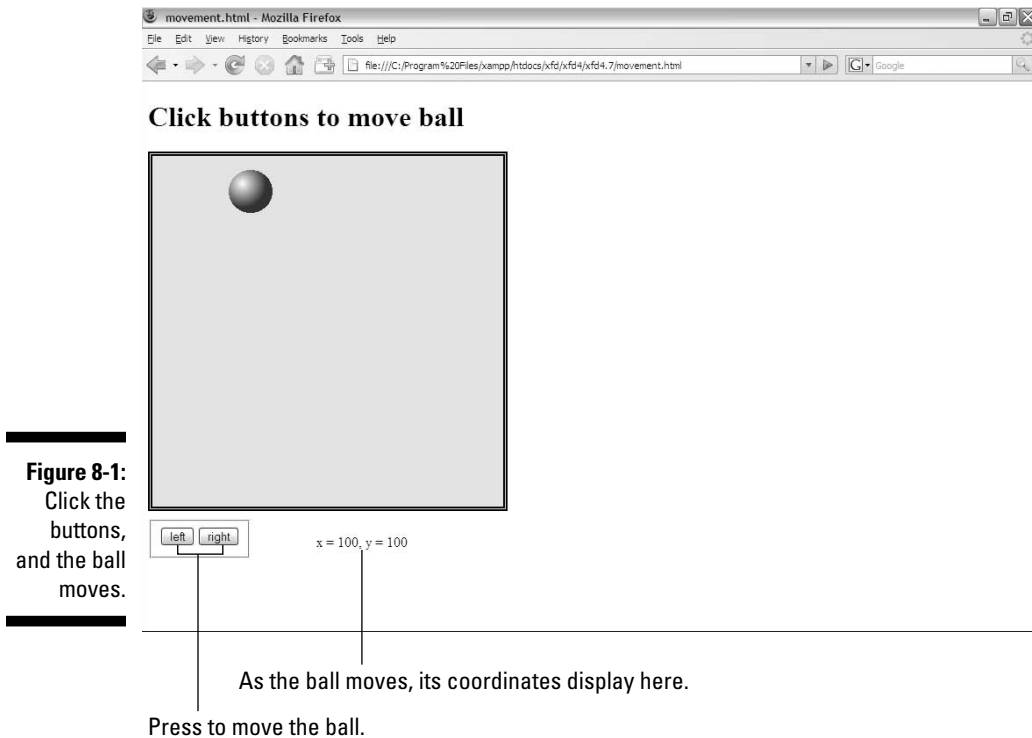 movement.html - Mozilla Firefox
File Edit View History Bookmarks Tools Help
file:///C:/Program%20Files/xampp/htdocs/xfd/xfd4/xfd4.7/movement.html
G Google
Click buttons to move ball
left right
x = 100, y = 100
Figure 8-1:
Click the
buttons,
and the ball
moves.
As the ball moves, its coordinates display here.
Press to move the ball.